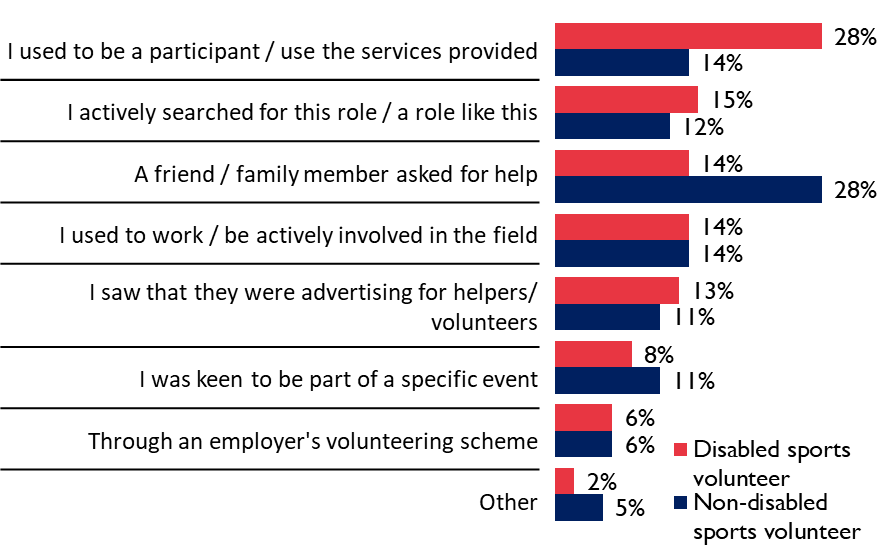 I used to be a participant / use the services provided
28%
14%
I actively searched for this role / a role like this
15%
12%
A friend / family member asked for help
14%
28%
I used to work / be actively involved in the field
14%
14%
I saw that they were advertising for helpers/
volunteers
13%
11%
I was keen to be part of a specific event
8%
11%
Through an employer's volunteering scheme
6%
6%
Other
2%
5%
Disabled sports
volunteer
Non-disabled
sports volunteer